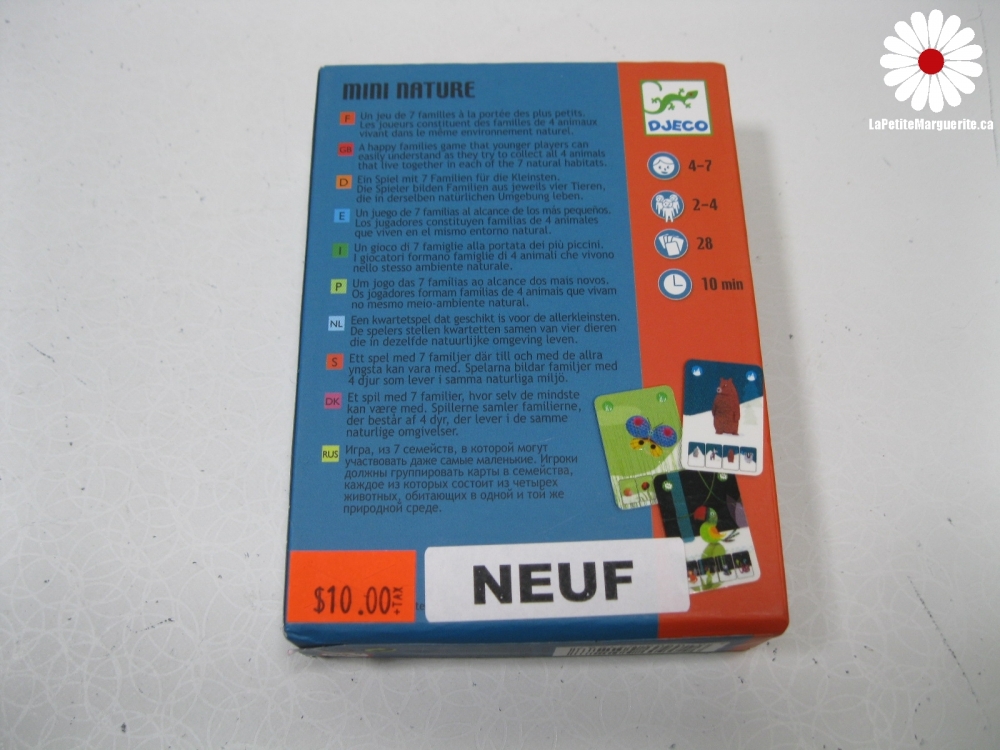 LaPetiteMarguerite.ca
MINI NATURE
F Un jeu de 7 familles à la portée des plus petits.
Les joueurs constituent des familles de 4 animaux
vivant dans le même environnement naturel.
GB A happy families game that younger players can
easily understand as they try to collect all 4 animals
that live together in each of the 7 natural habitats.
D Ein Spiel mit 7 Familien für die Kleinsten.
Die Spieler bilden Familien aus jeweils vier Tieren,
die in derselben natürlichen Umgebung leben.
E Un juego de 7 familias al alcance de los más pequeños.
Los jugadores constituyen familias de 4 animales
que viven en el mismo entorno natural.
I Un gioco di 7 famiglie alla portata dei più piccini.
I giocatori formano famiglie di 4 animali che vivono
nello stesso ambiente naturale.
P Um jogo das 7 famílias ao alcance dos mais novos.
Os jogadores formam famílias de 4 animais que vivam
no mesmo meio-ambiente natural.
NL Een kwartetspel dat geschikt is voor de allerkleinsten.
De spelers stellen kwartetten samen van vier dieren
die in dezelfde natuurlijke omgeving leven.
S Ett spel med 7 familjer där till och med de allra
yngsta kan vara med. Spelarna bildar familjer med
4 djur som lever i samma naturliga miljö.
DK Et spil med 7 familier, hvor selv de mindste
kan være med. Spillerne samler familierne,
der består af 4 dyr, der lever i de samme
naturlige omgivelser.
RUS Игра, из 7 семейств, в которой могут
участвовать даже самые маленькие. Игроки
должны группировать карты в семейства,
каждое из которых состоит из четырех
животных, обитающих в одной и той же
природной среде.
DJECO
4-7
2-4
28
10 min
$10.00+TAX
NEUF